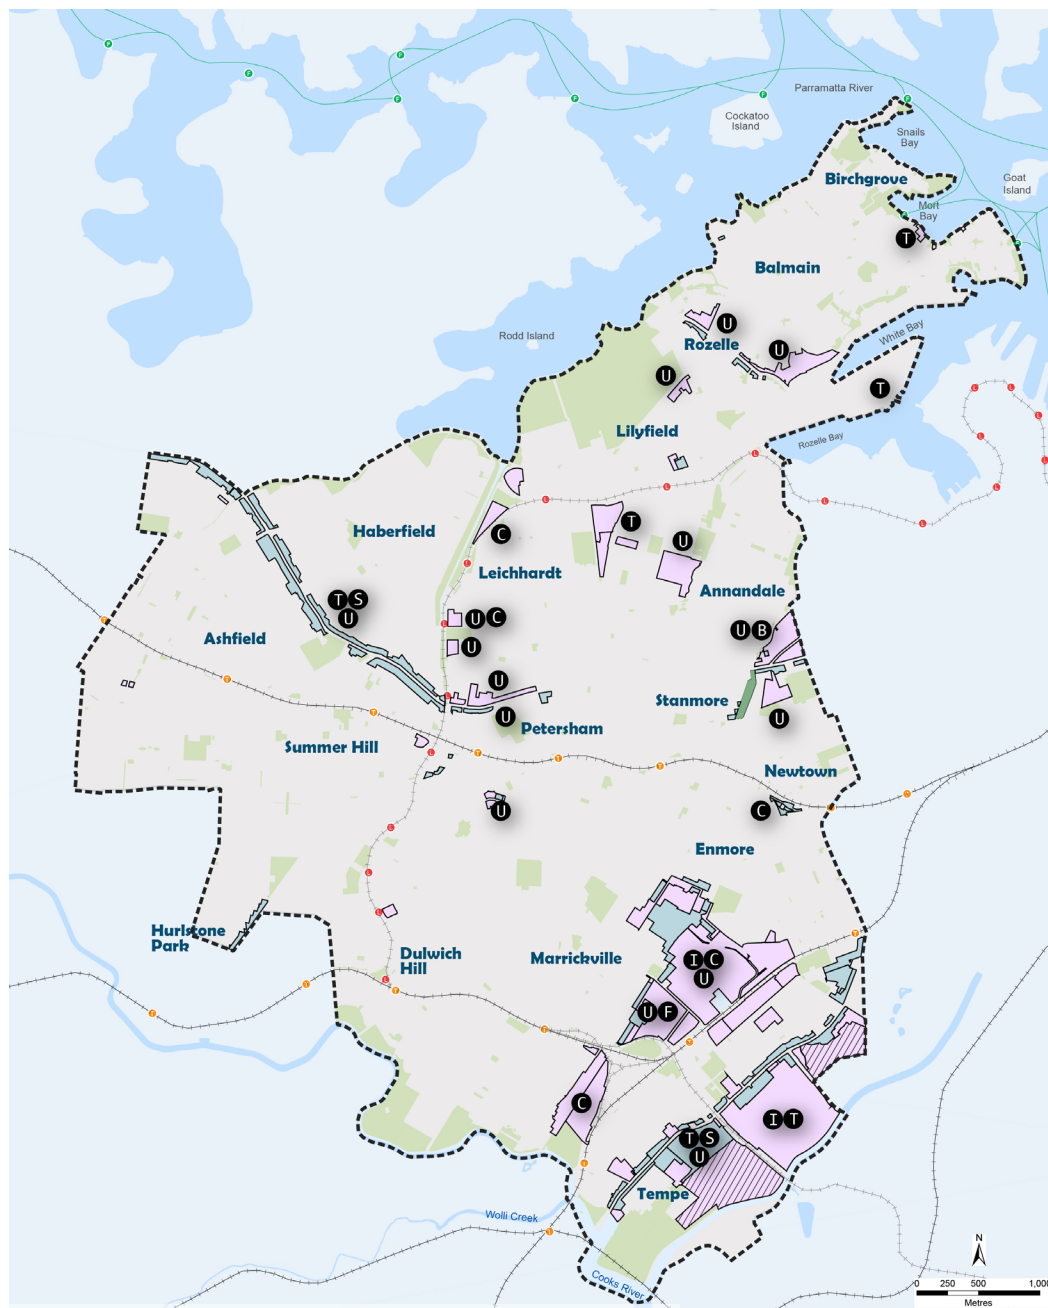 F
F
F
F
F
F
F
Parramatta River
Cockatoo
Island
Snails
Bay
Birchgrove
Goat
Island
Mort
Bay
T
Balmain
U
White Bay
Rodd Island
Rozelle
U
U
T
L
L
L
Lilyfield
Rozelle Bay
L
L
L
L
L
L
L
L
T
Haberfield
C
U
L
Leichhardt
Annandale
T S
U
T
L
U C
U B
Ashfield
U
T
U
L
Stanmore
T
U
U
Petersham
Summer Hill
L
T
T
T
Newtown
C
U
C
L
Enmore
L
L
Hurlstone
Park
T
Dulwich
Hill
Marrickville
I C
U
L
T
T
T
U F
T
T
C
I T
T S
U
Tempe
Wolli Creek
Cooks River
N
0 250 500 1,000
Metres